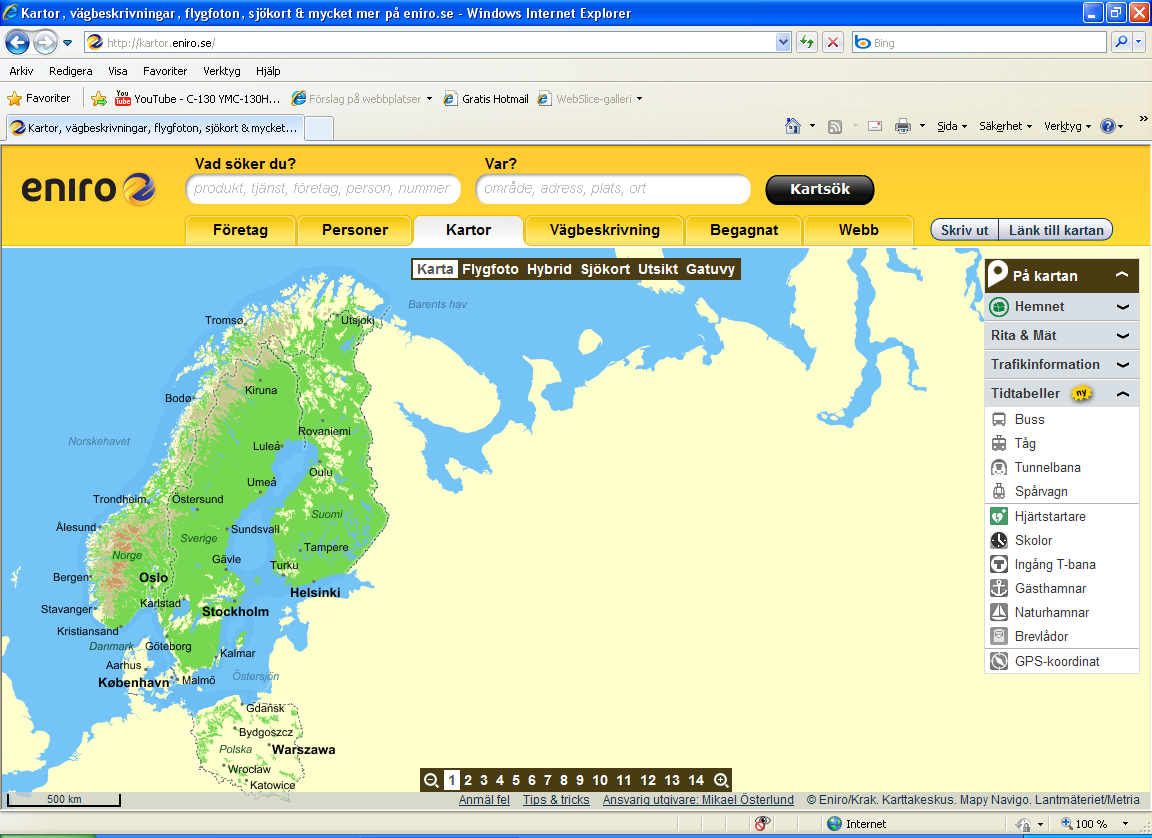 Kartor, vägbeskrivningar, flygfoton, sjökort & mycket mer på eniro.se - Windows Internet Explorer
http://kartor.eniro.se/
Bing
Arkiv Redigera Visa Favoriter Verktyg Hjälp
Favoriter YouTube - C-130 YMC-130H... Förslag på webbplatser Gratis Hotmail WebSlice-galleri
Kartor, vägbeskrivningar, flygfoton, sjökort & mycket... Sida Säkerhet Verktyg
Vad söker du? Var?
eniro produkt, tjänst, företag, person, nummer område, adress, plats, ort Kartsök
Företag Personer Kartor Vägbeskrivning Begagnat Webb Skriv ut Länk till kartan
Karta Flygfoto Hybrid Sjökort Utsikt Gatuvy
På kartan
Hemnet
Rita & Mät
Trafikinformation
Tidtabeller ny
Buss
Tåg
Tunnelbana
Spårvagn
Hjärtstartare
Skolor
Ingång T-bana
Gästhamnar
Naturhamnar
Brevlådor
GPS-koordinat
Barents hav
Tromsø
Utsjoki
Kiruna
Bodø
Rovaniemi
Norskehavet
Luleå
Oulu
Umeå
Trondheim
Östersund
Suomi
Ålesund
Sundsvall
Sverige
Tampere
Norge
Gävle
Turku
Bergen
Oslo
Helsinki
Karlstad
Stavanger
Stockholm
Kristiansand
Danmark
Göteborg
Kalmar
Aarhus
Østersjön
København
Malmö
Gdańsk
Bydgoszcz
Polska
Warszawa
Wrocław
Katowice
1 2 3 4 5 6 7 8 9 10 11 12 13 14
500 km
Anmäl fel Tips & tricks Ansvarig utgivare: Mikael Österlund © Eniro/Krak. Karttakeskus. Mapy Navigo. Lantmäteriet/Metria
Internet 100 %